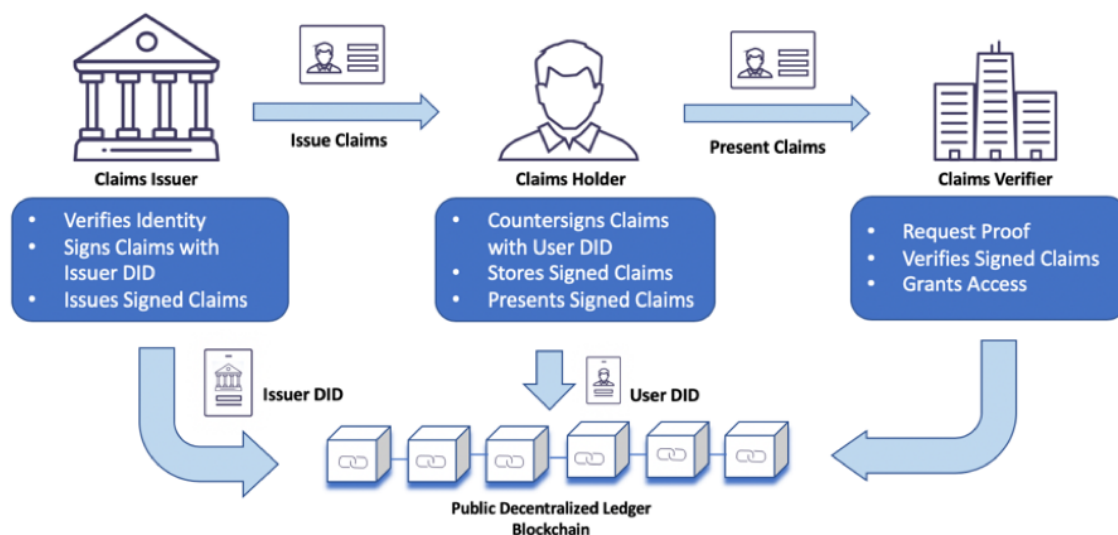 Issue Claims
Present Claims
Claims Issuer
Claims Holder
Claims Verifier
• Verifies Identity
• Signs Claims with
Issuer DID
• Issues Signed Claims
• Countersigns Claims
with User DID
• Stores Signed Claims
• Presents Signed Claims
• Request Proof
• Verifies Signed Claims
• Grants Access
Issuer DID
User DID
Public Decentralized Ledger
Blockchain